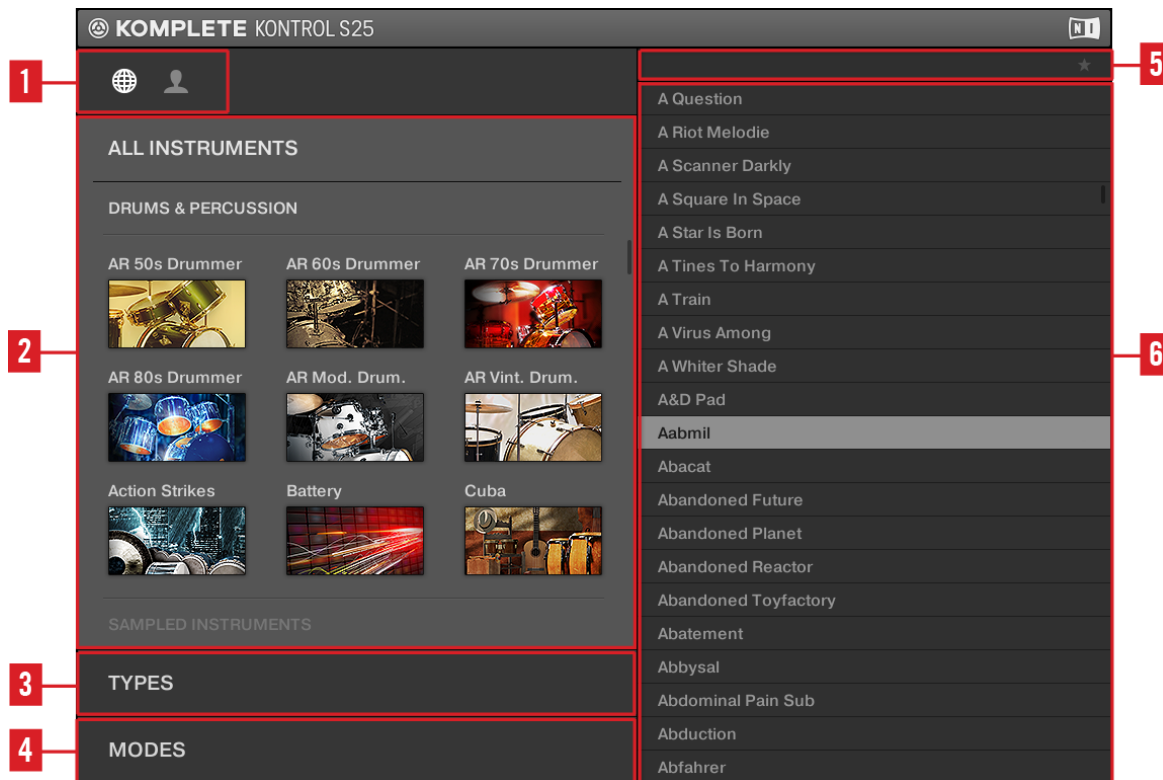 KOMPLETE KONTROL S25
NI
1
5
ALL INSTRUMENTS
DRUMS & PERCUSSION
AR 50s Drummer AR 60s Drummer AR 70s Drummer
2
AR 80s Drummer AR Mod. Drum. AR Vint. Drum.
Action Strikes Battery Cuba
SAMPLED INSTRUMENTS
3
TYPES
4
MODES
A Question
A Riot Melodie
A Scanner Darkly
A Square In Space
A Star Is Born
A Tines To Harmony
A Train
A Virus Among
6
A Whiter Shade
A&D Pad
Aabmil
Abacat
Abandoned Future
Abandoned Planet
Abandoned Reactor
Abandoned Toyfactory
Abatement
Abbysal
Abdominal Pain Sub
Abduction
Abfahrer